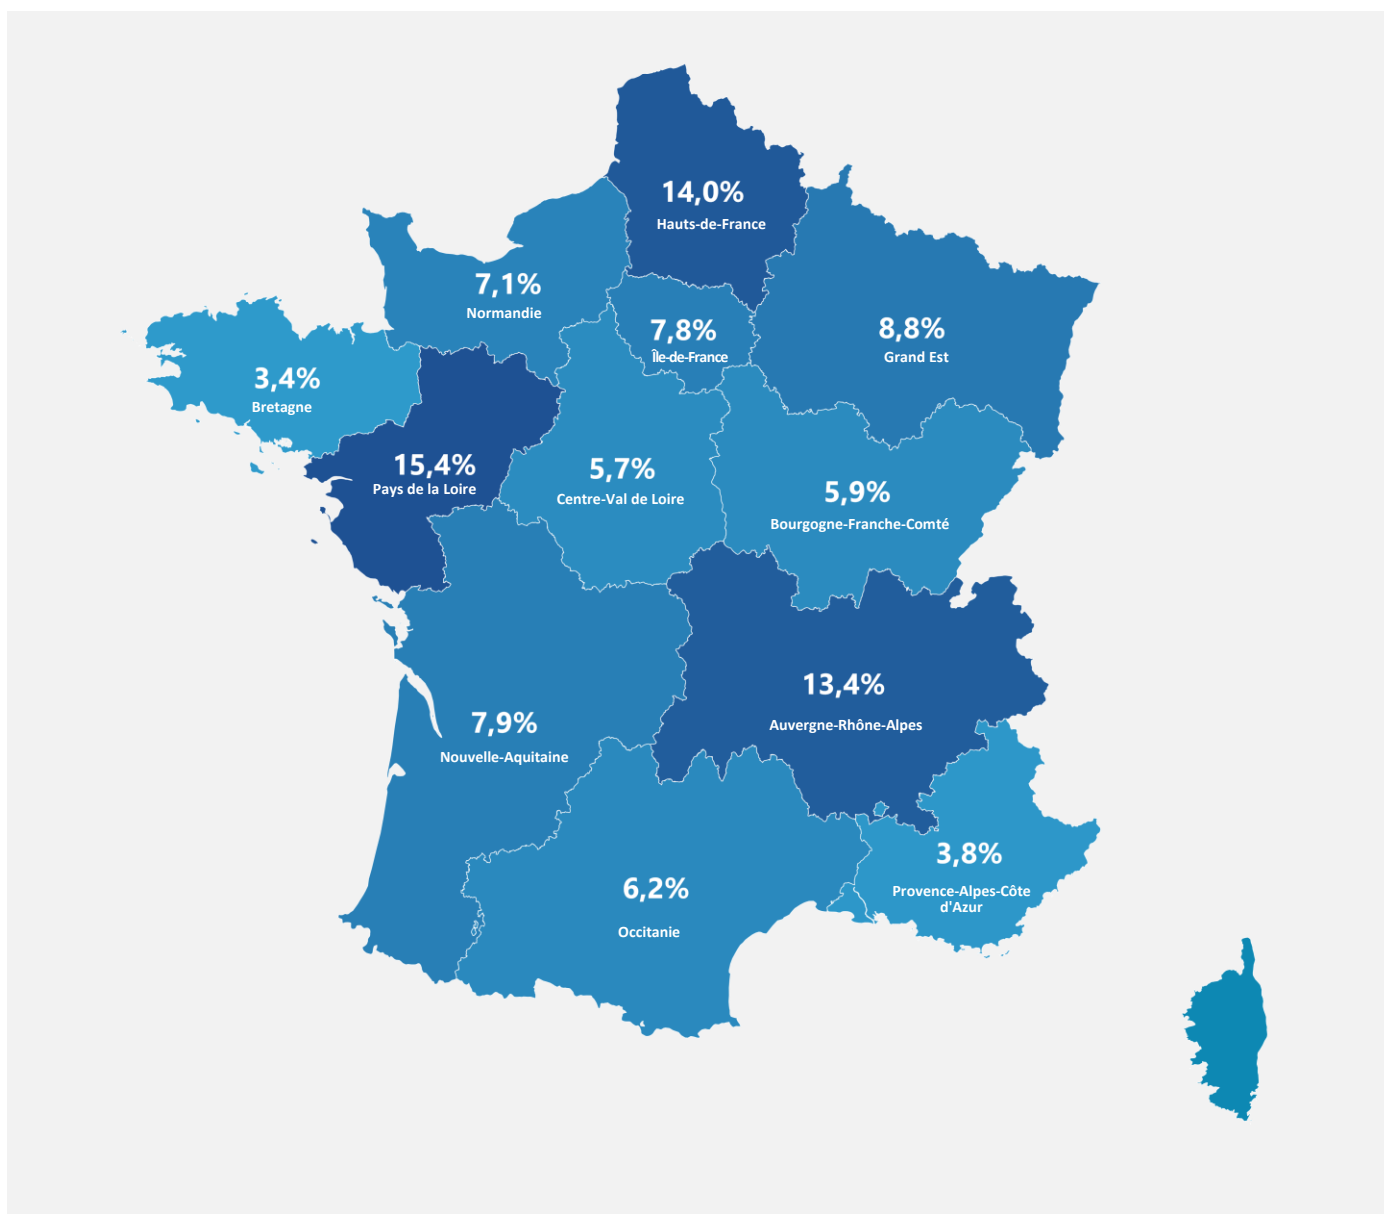 14,0%
Hauts-de-France
7,1%
Normandie
7,8%
Île-de-France
8,8%
Grand Est
3,4%
Bretagne
15,4%
Pays de la Loire
5,7%
Centre-Val de Loire
5,9%
Bourgogne-Franche-Comté
13,4%
Auvergne-Rhône-Alpes
7,9%
Nouvelle-Aquitaine
3,8%
Provence-Alpes-Côte
d'Azur
6,2%
Occitanie